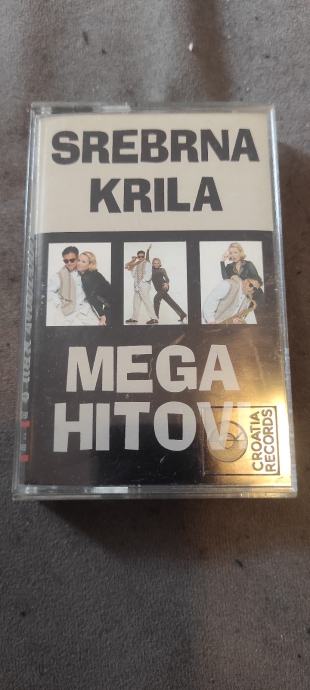 SREBRNA
KRILA
MEGA
HITOVI
CROATIA
RECORDS